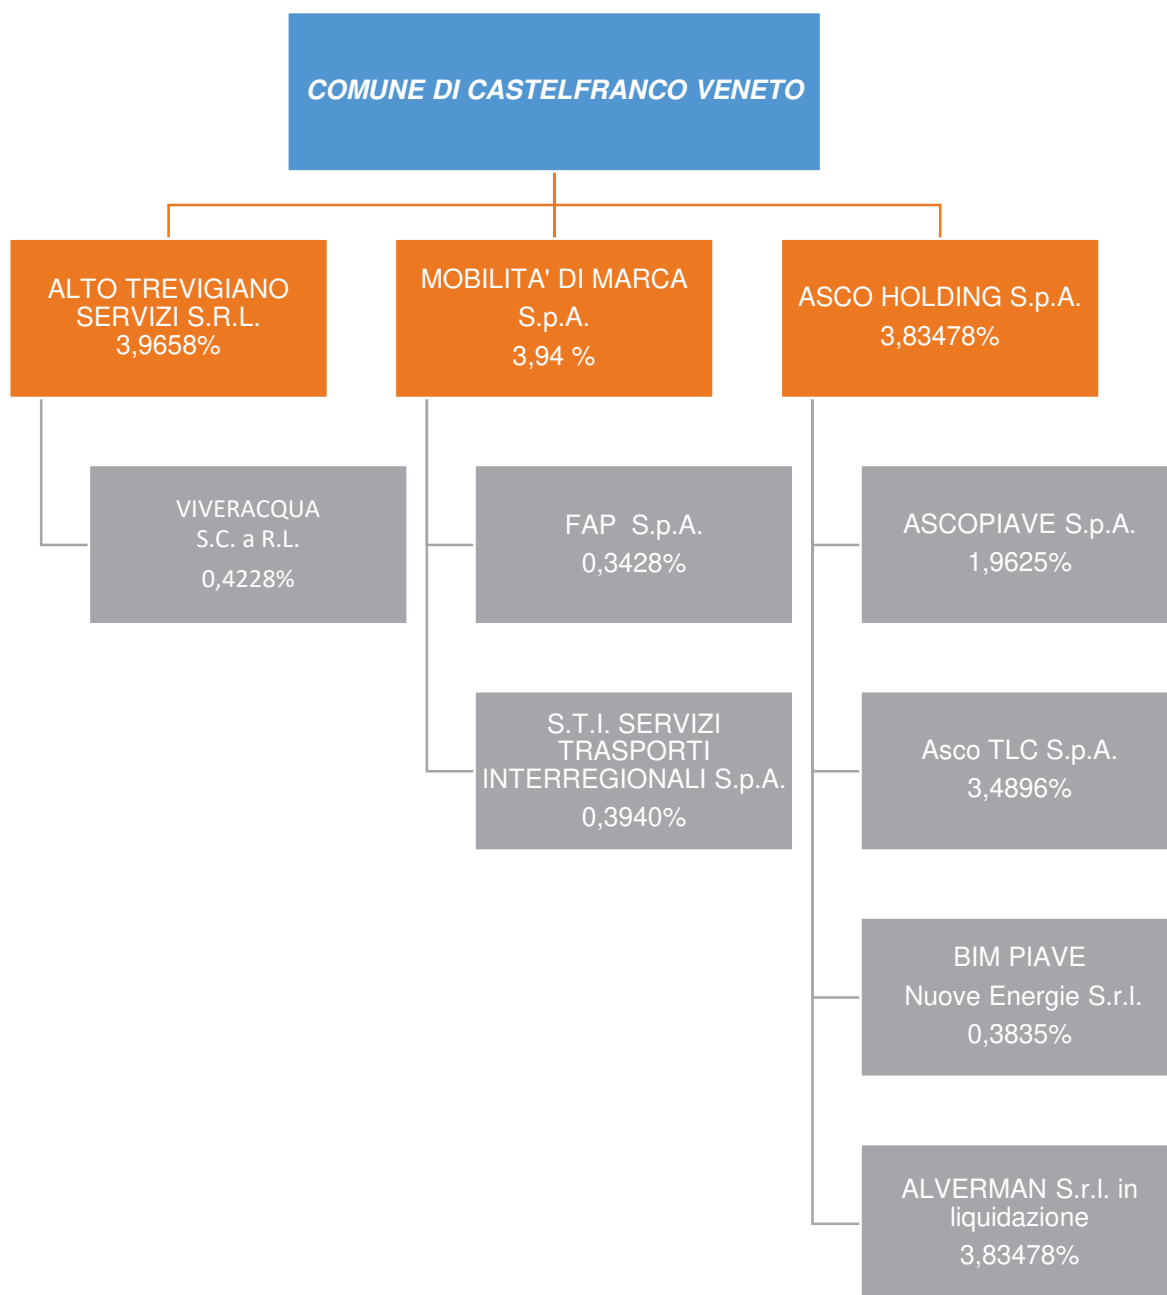 COMUNE DI CASTELFRANCO VENETO
ALTO TREVIGIANO
SERVIZI S.R.L.
3,9658%
MOBILITA' DI MARCA
S.p.A.
3,94 %
ASCO HOLDING S.p.A.
3,83478%
VIVERACQUA
S.C. a R.L.
0,4228%
FAP S.p.A.
0,3428%
S.T.I. SERVIZI
TRASPORTI
INTERREGIONALI S.p.A.
0,3940%
ASCOPIAVE S.p.A.
1,9625%
Asco TLC S.p.A.
3,4896%
BIM PIAVE
Nuove Energie S.r.l.
0,3835%
ALVERMAN S.r.l. in
liquidazione
3,83478%